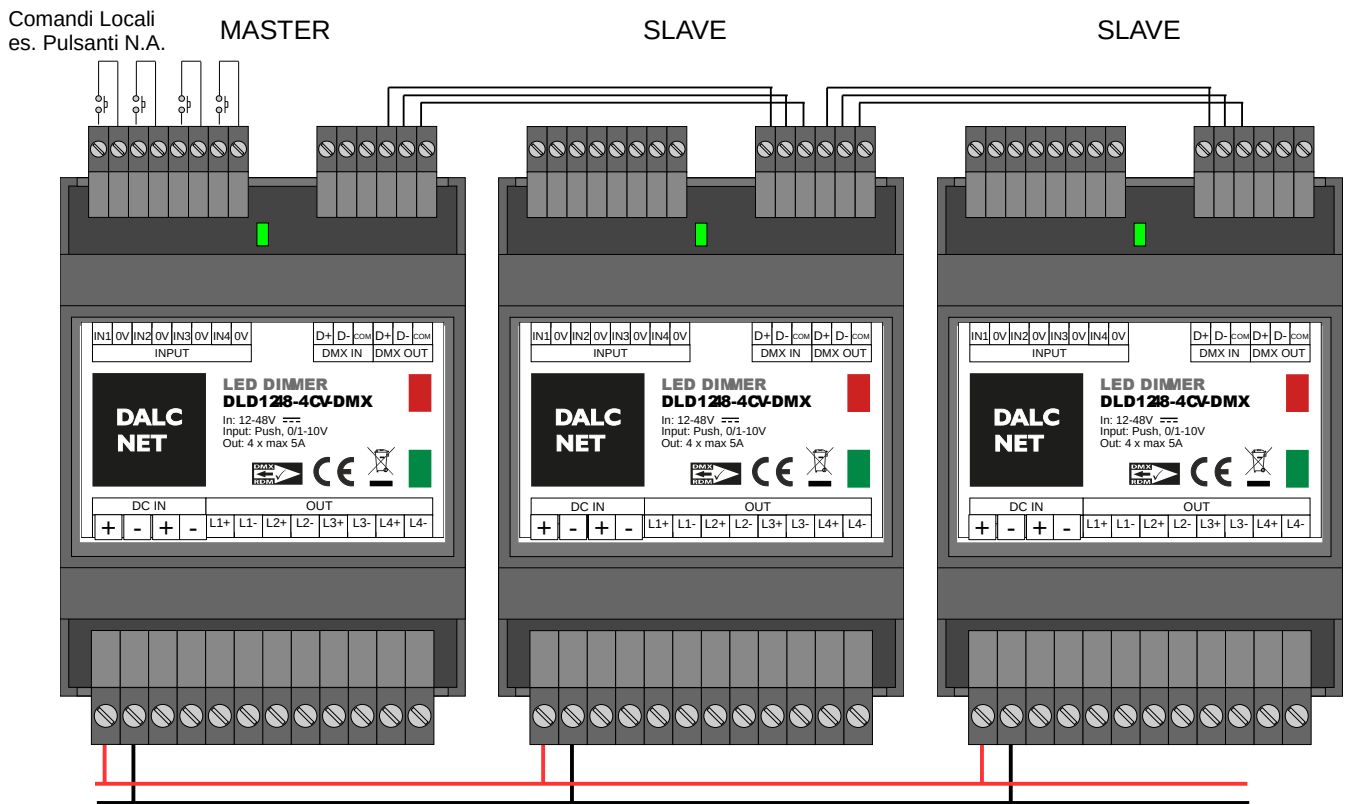 Comandi Locali
es. Pulsanti N.A.
MASTER
SLAVE
SLAVE
IN1 0V IN2 0V IN3 0V IN4 0V
INPUT
D+ D- COM D+ D- COM
DMX IN DMX OUT
DALC
NET
LED DIMMER
DLD1248-4CV-DMX
In: 12-48V
Input: Push, 0/1-10V
Out: 4 x max 5A
DMX
RDM
CE
DC IN OUT
+ - + - L1+ L1- L2+ L2- L3+ L3- L4+ L4-
IN1 0V IN2 0V IN3 0V IN4 0V
INPUT
D+ D- COM D+ D- COM
DMX IN DMX OUT
DALC
NET
LED DIMMER
DLD1248-4CV-DMX
In: 12-48V
Input: Push, 0/1-10V
Out: 4 x max 5A
DMX
RDM
CE
DC IN OUT
+ - + - L1+ L1- L2+ L2- L3+ L3- L4+ L4-
IN1 0V IN2 0V IN3 0V IN4 0V
INPUT
D+ D- COM D+ D- COM
DMX IN DMX OUT
DALC
NET
LED DIMMER
DLD1248-4CV-DMX
In: 12-48V
Input: Push, 0/1-10V
Out: 4 x max 5A
DMX
RDM
CE
DC IN OUT
+ - + - L1+ L1- L2+ L2- L3+ L3- L4+ L4-